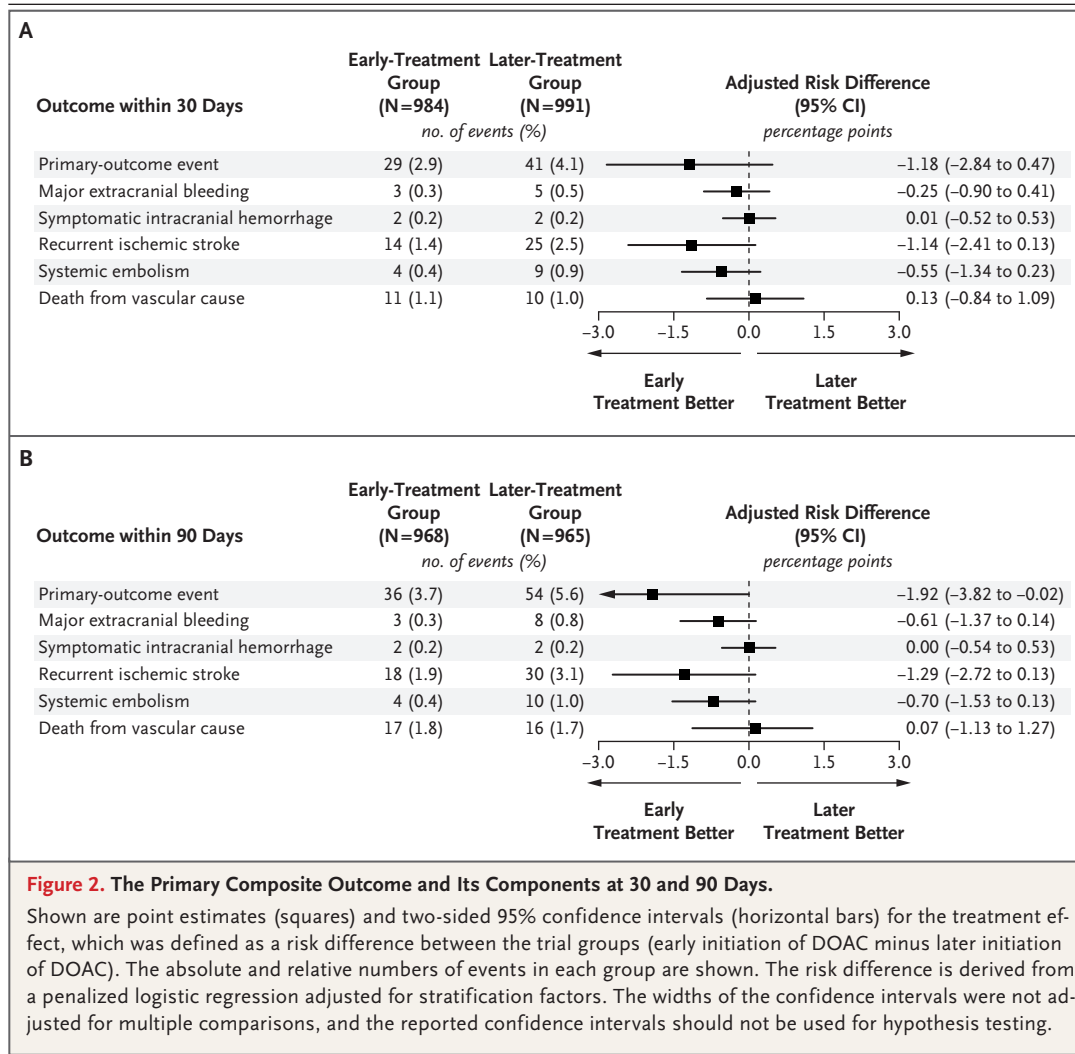 A
Early-Treatment Later-Treatment
Group Group Adjusted Risk Difference
Outcome within 30 Days (N=984) (N=991) (95% CI)
no. of events (%) percentage points
Primary-outcome event 29 (2.9) 41 (4.1) −1.18 (−2.84 to 0.47)
Major extracranial bleeding 3 (0.3) 5 (0.5) −0.25 (−0.90 to 0.41)
Symptomatic intracranial hemorrhage 2 (0.2) 2 (0.2) 0.01 (−0.52 to 0.53)
Recurrent ischemic stroke 14 (1.4) 25 (2.5) −1.14 (−2.41 to 0.13)
Systemic embolism 4 (0.4) 9 (0.9) −0.55 (−1.34 to 0.23)
Death from vascular cause 11 (1.1) 10 (1.0) 0.13 (−0.84 to 1.09)
−3.0 −1.5 0.0 1.5 3.0
Early Later
Treatment Better Treatment Better
B
Early-Treatment Later-Treatment
Group Group Adjusted Risk Difference
Outcome within 90 Days (N=968) (N=965) (95% CI)
no. of events (%) percentage points
Primary-outcome event 36 (3.7) 54 (5.6) −1.92 (−3.82 to −0.02)
Major extracranial bleeding 3 (0.3) 8 (0.8) −0.61 (−1.37 to 0.14)
Symptomatic intracranial hemorrhage 2 (0.2) 2 (0.2) 0.00 (−0.54 to 0.53)
Recurrent ischemic stroke 18 (1.9) 30 (3.1) −1.29 (−2.72 to 0.13)
Systemic embolism 4 (0.4) 10 (1.0) −0.70 (−1.53 to 0.13)
Death from vascular cause 17 (1.8) 16 (1.7) 0.07 (−1.13 to 1.27)
−3.0 −1.5 0.0 1.5 3.0
Early Later
Treatment Better Treatment Better
Figure 2. The Primary Composite Outcome and Its Components at 30 and 90 Days.
Shown are point estimates (squares) and two-sided 95% confidence intervals (horizontal bars) for the treatment ef-
fect, which was defined as a risk difference between the trial groups (early initiation of DOAC minus later initiation
of DOAC). The absolute and relative numbers of events in each group are shown. The risk difference is derived from
a penalized logistic regression adjusted for stratification factors. The widths of the confidence intervals were not ad-
justed for multiple comparisons, and the reported confidence intervals should not be used for hypothesis testing.